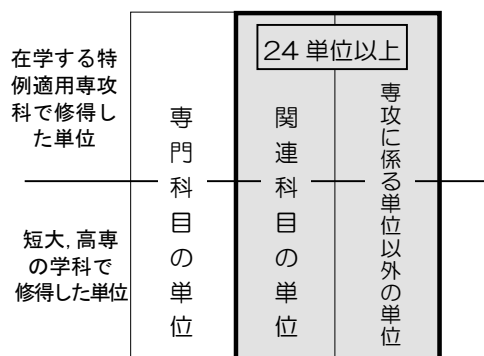 在学する特
例適用専攻
科で修得し
た単位
短大，高専
の学科で
修得した単位
専門科目の単位
24 単位以上
関連科目の単位
専攻に係る単位以外の単位